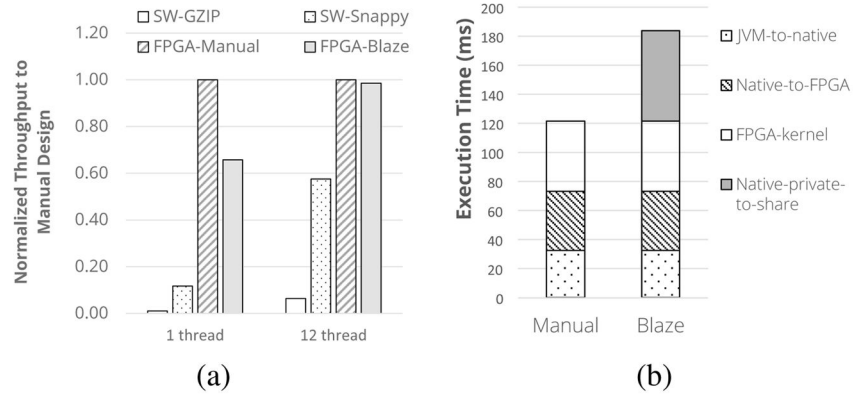 SW-GZIP SW-Snappy
FPGA-Manual FPGA-Blaze
Normalized Throughput to
Manual Design
1.20
1.00
0.80
0.60
0.40
0.20
0.00
1 thread 12 thread
(a)
Execution Time (ms)
200
180
160
140
120
100
80
60
40
20
0
Manual Blaze
JVM-to-native
Native-to-FPGA
FPGA-kernel
Native-private-
to-share
(b)